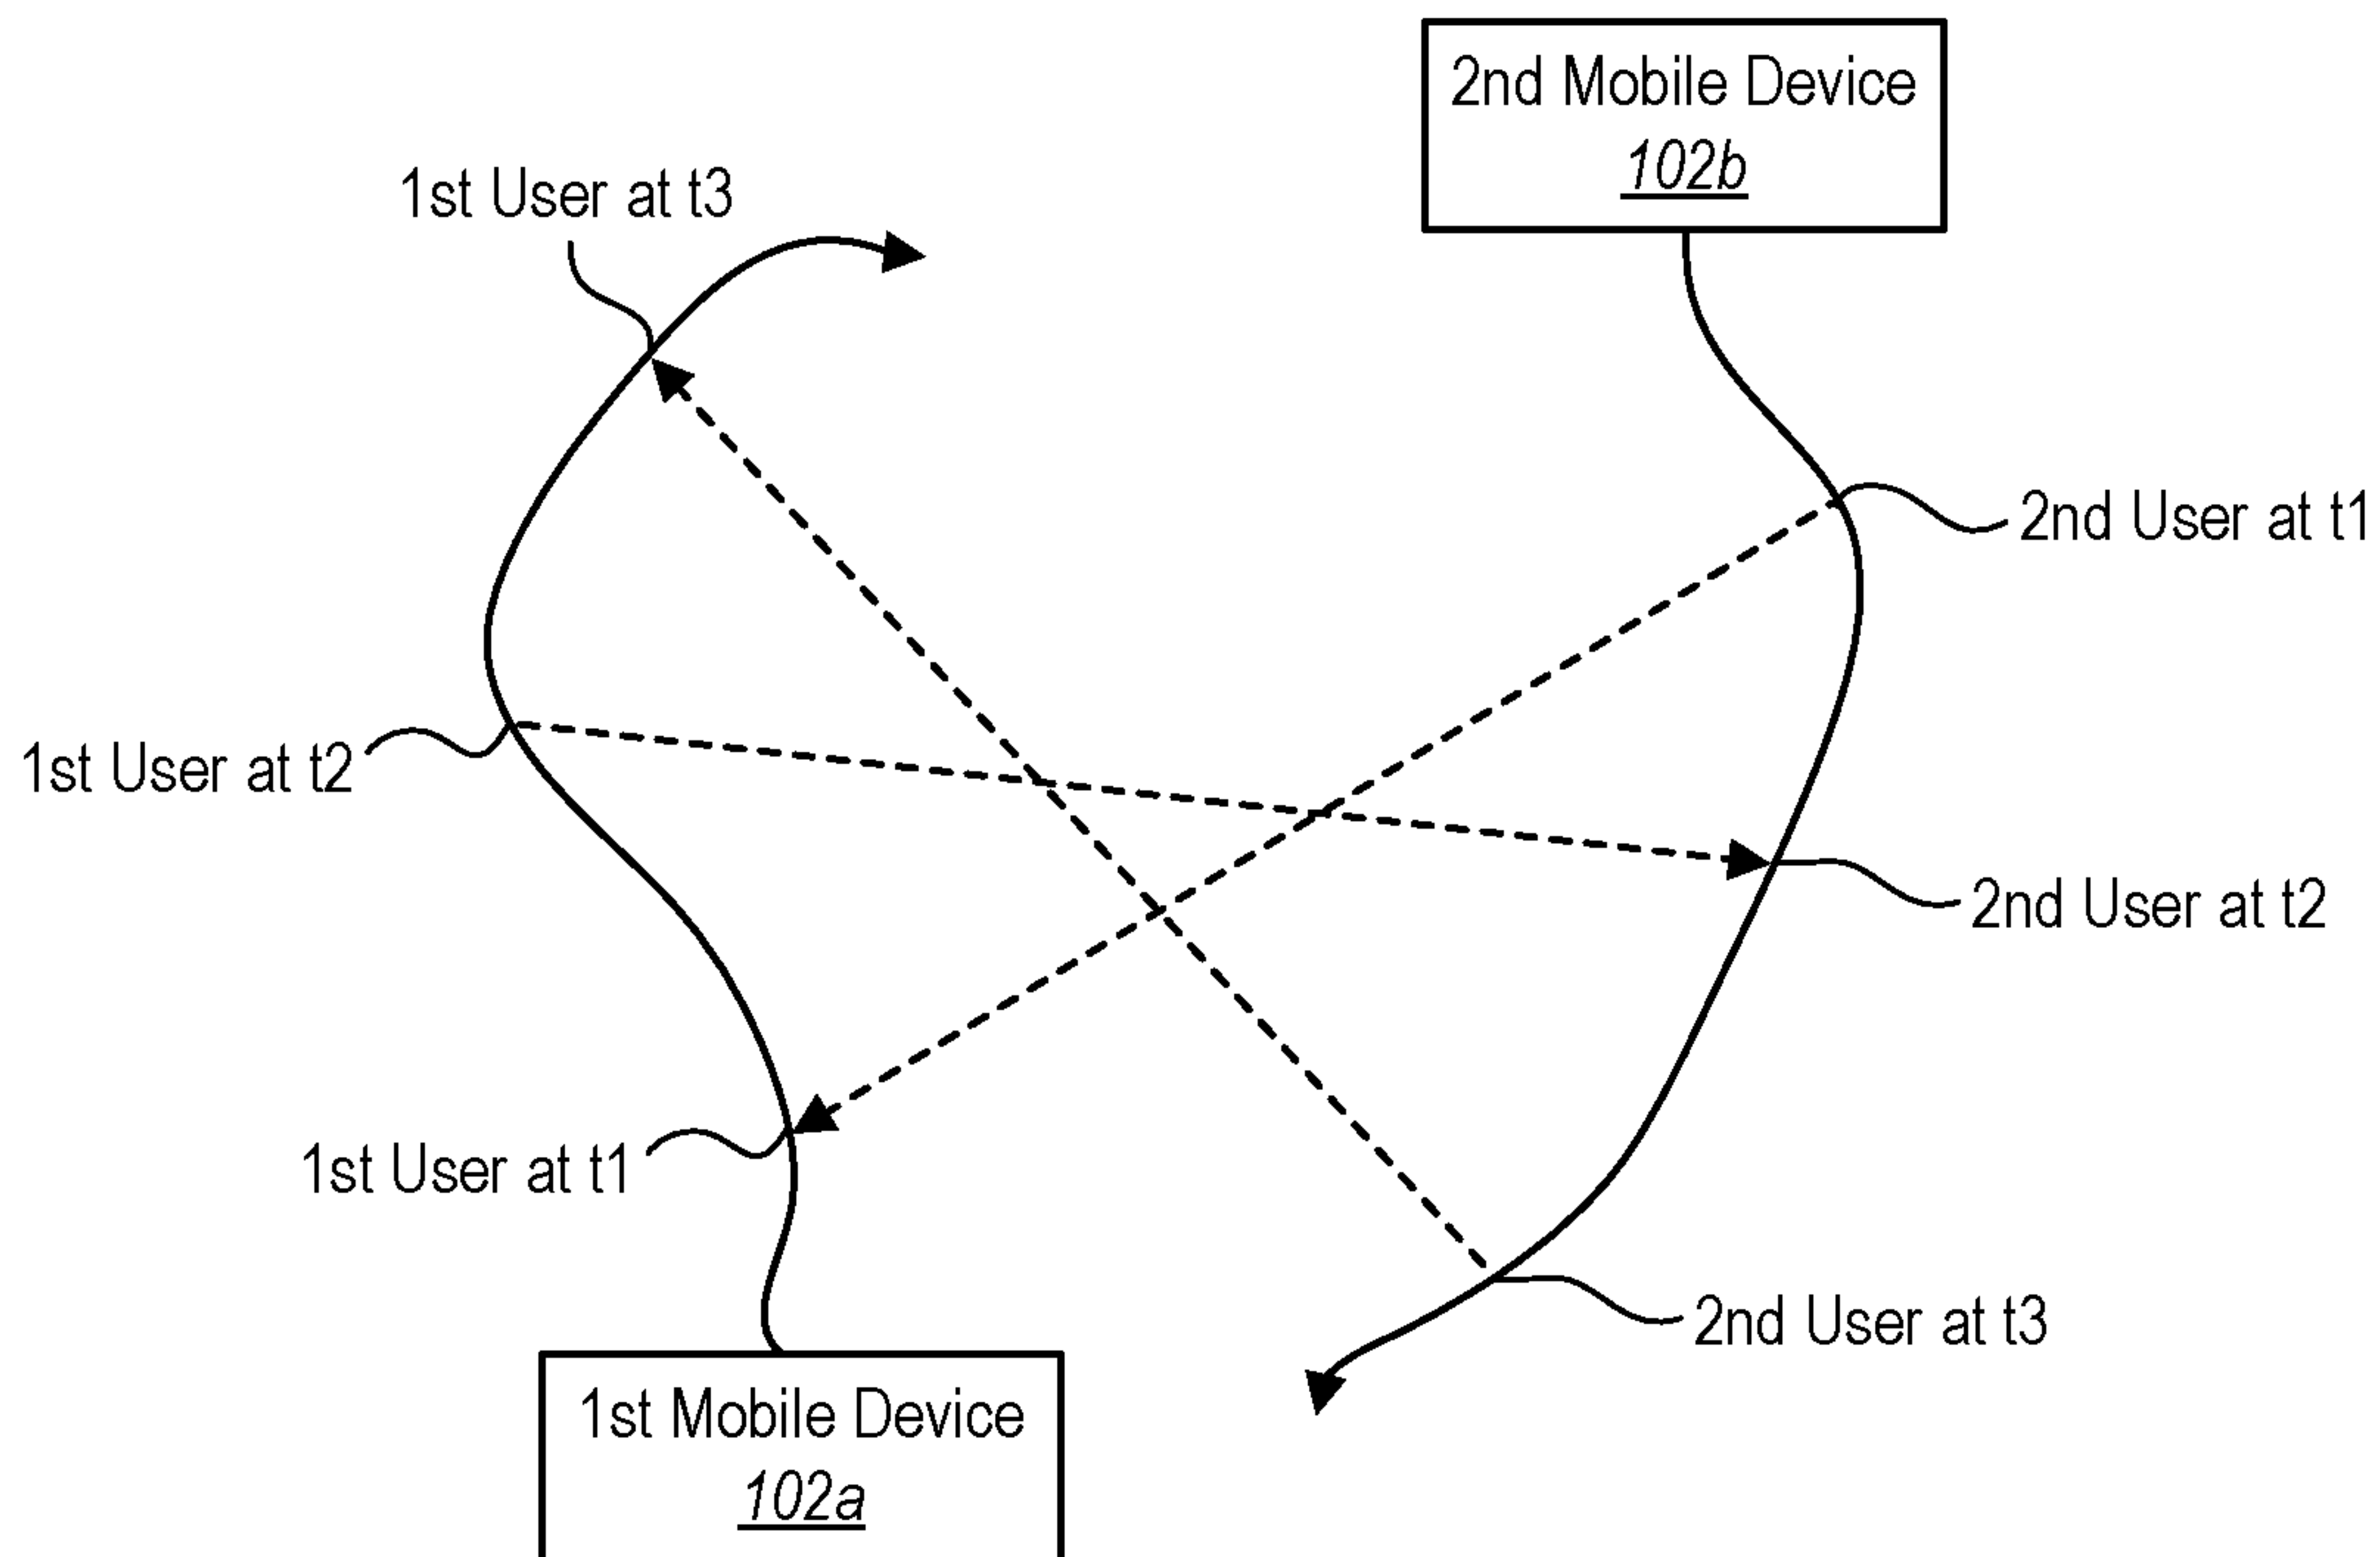 2nd Mobile Device
102b
1st User at t3
2nd User at t1
1st User at t2
2nd User at t2
1st User at t1
2nd User at t3
1st Mobile Device
102a